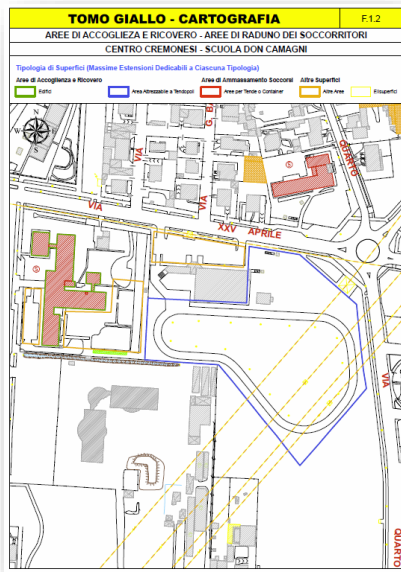 TOMO GIALLO - CARTOGRAFIA
F.1.2
AREE DI ACCOGLIEZA E RICOVERO - AREE DI RADUNO DEI SOCCORRITORI
CENTRO CREMONESI - SCUOLA DON CAMAGNI
Tipologia di Superfici (Massime Estensioni Dedicabili a Ciascuna Tipologia)
Aree di Accoglienza e Ricovero
Aree di Ammassamento Soccorsi
Altre Superfici
Edifici
Area Attrezzabile a Tendopoli
Aree per Tende o Container
Altre Aree
Elisuperfici
VIA
G. B.
QUARTO
S
VIA
VIA
XXV APRILE
S
VIA
QUARTO